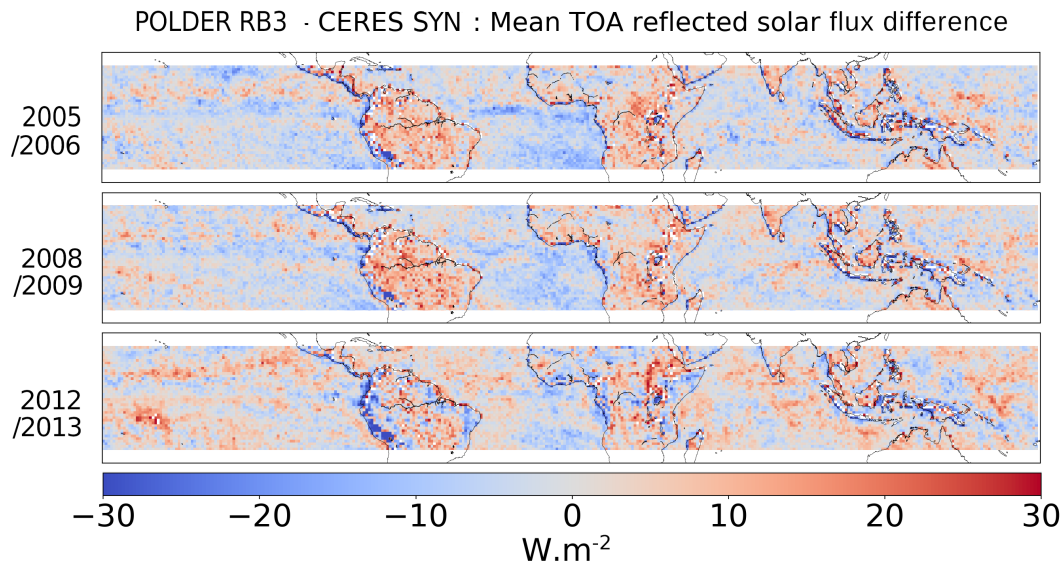 POLDER RB3 - CERES SYN : Mean TOA reflected solar flux difference
2005
/2006
2008
/2009
2012
/2013
−30 −20 −10 0 10 20 30
W.m-2